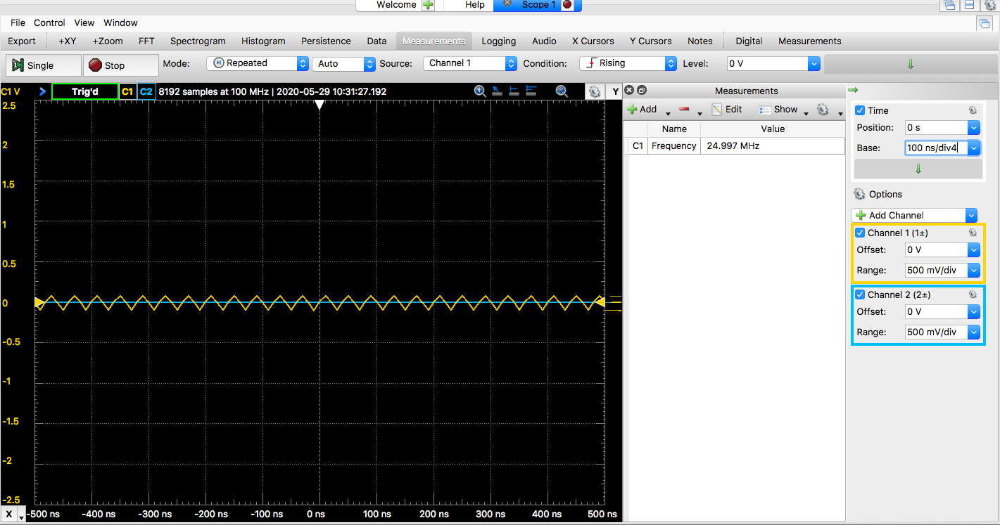 Welcome Help Scope 1
File Control View Window
Export +XY +Zoom FFT Spectrogram Histogram Persistence Data Measurements Logging Audio X Cursors Y Cursors Notes Digital Measurements
Single Stop Mode: Repeated Auto Source: Channel 1 Condition: Rising Level: 0 V
C1 V Trig'd C1 C2 8192 samples at 100 MHz | 2020-05-29 10:31:27.192 Y
2.5
2
1.5
1
0.5
0
-0.5
-1
-1.5
-2
-2.5
X -500 ns -400 ns -300 ns -200 ns -100 ns 0 ns 100 ns 200 ns 300 ns 400 ns 500 ns
Measurements
Add Edit Show
Name Value
C1 Frequency 24.997 MHz
Time
Position: 0 s
Base: 100 ns/div4
Options
Add Channel
Channel 1 (1±)
Offset: 0 V
Range: 500 mV/div
Channel 2 (2±)
Offset: 0 V
Range: 500 mV/div